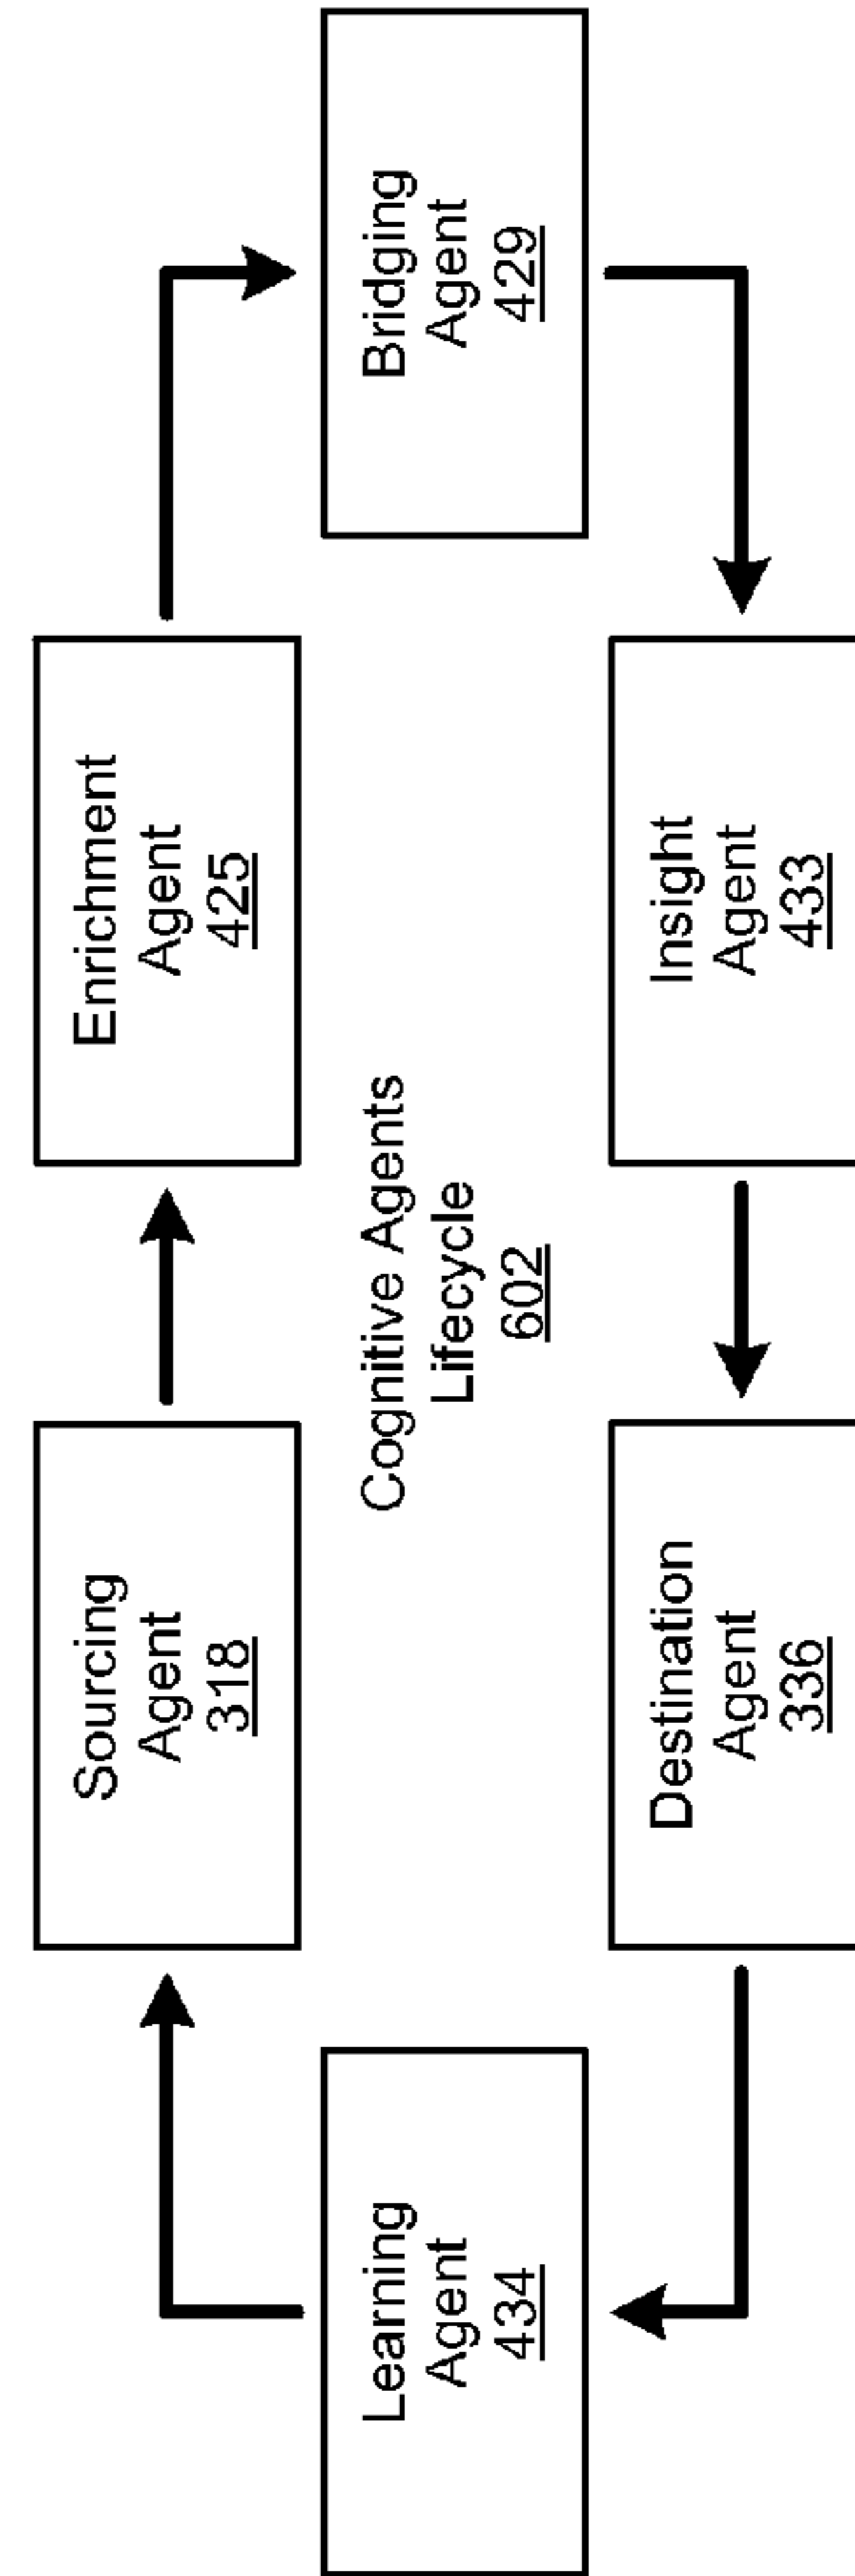 Sourcing
Agent
318
Enrichment
Agent
425
Learning
Agent
434
Cognitive Agents
Lifecycle
602
Bridging
Agent
429
Destination
Agent
336
Insight
Agent
433